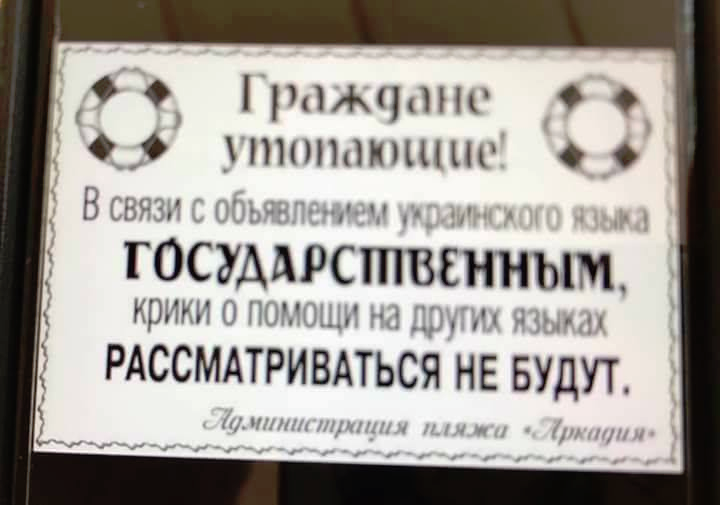 Граждане
утопающие!
В связи с объявлением украинского языка
ГОСУДАРСТВЕННЫМ,
крики о помощи на других языках
РАССМАТРИВАТЬСЯ НЕ БУДУТ.
Администрация пляжа «Аркадия»